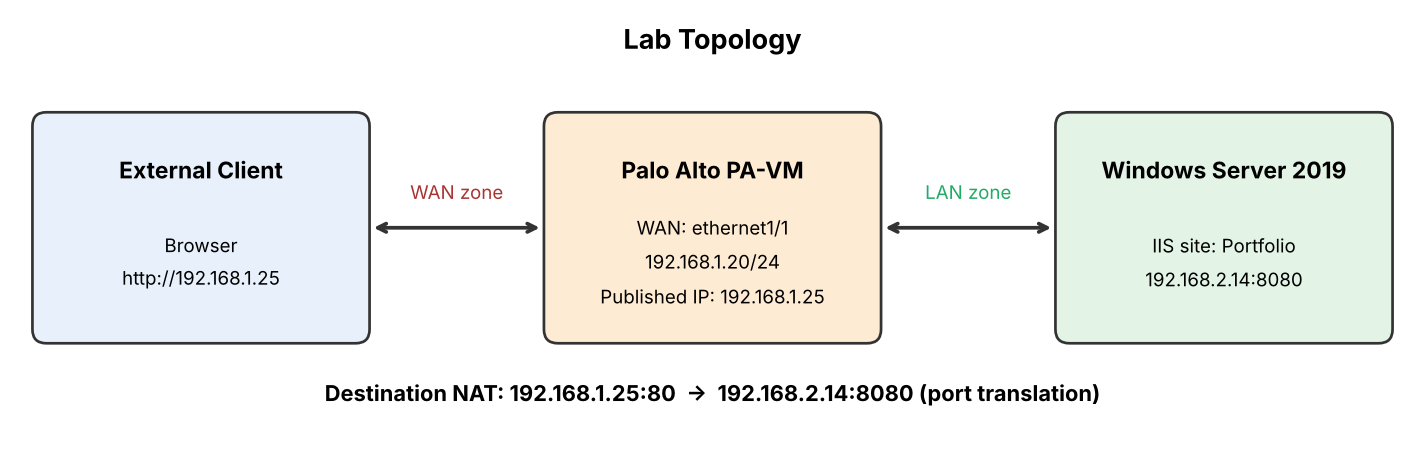 Lab Topology
External Client
Browser
http://192.168.1.25
WAN zone
Palo Alto PA-VM
WAN: ethernet1/1
192.168.1.20/24
Published IP: 192.168.1.25
LAN zone
Windows Server 2019
IIS site: Portfolio
192.168.2.14:8080
Destination NAT: 192.168.1.25:80 → 192.168.2.14:8080 (port translation)